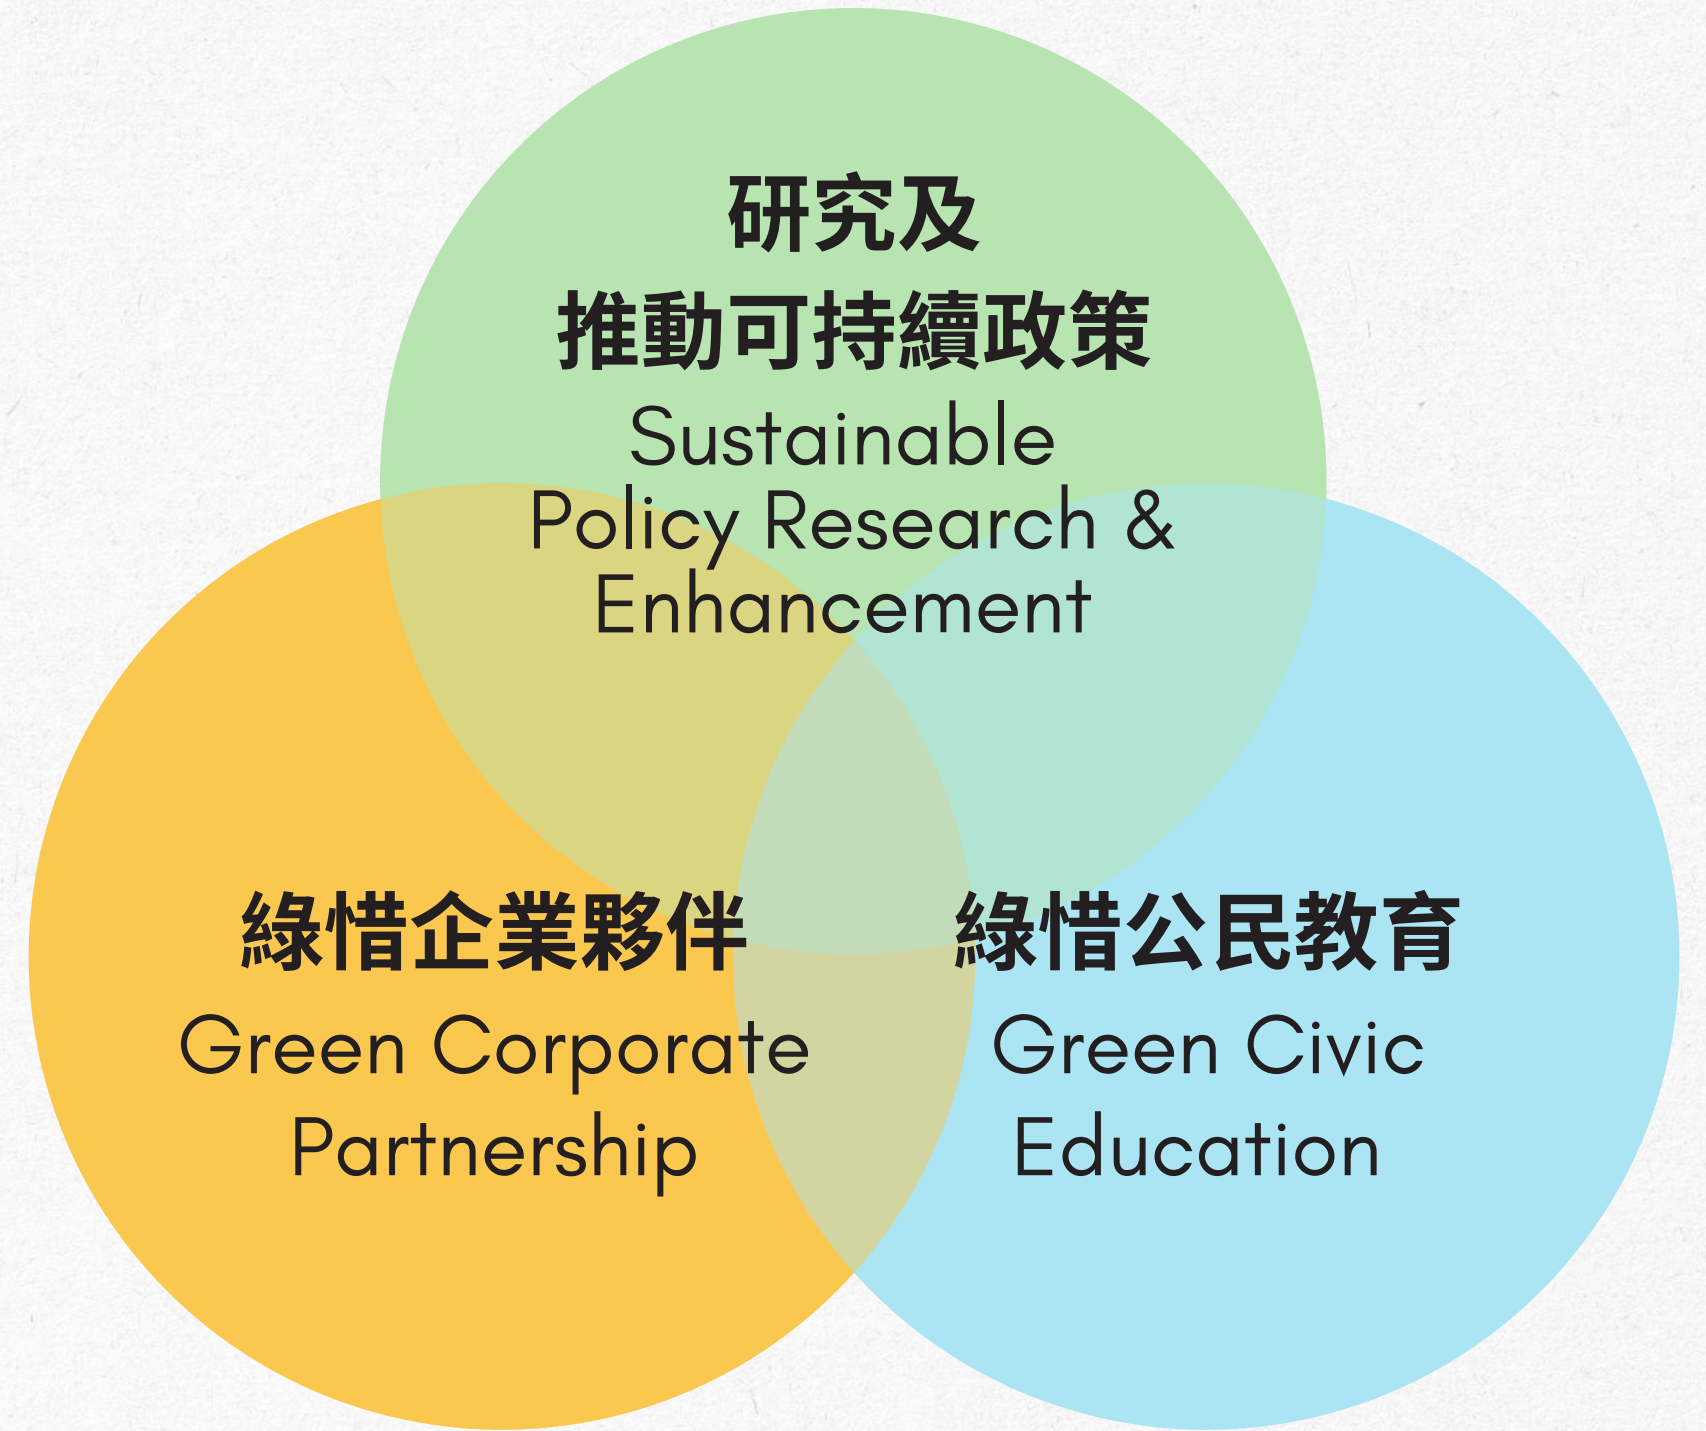 研究及
推動可持續政策
Sustainable
Policy Research &
Enhancement
綠惜企業夥伴
Green Corporate
Partnership
綠惜公民教育
Green Civic
Education